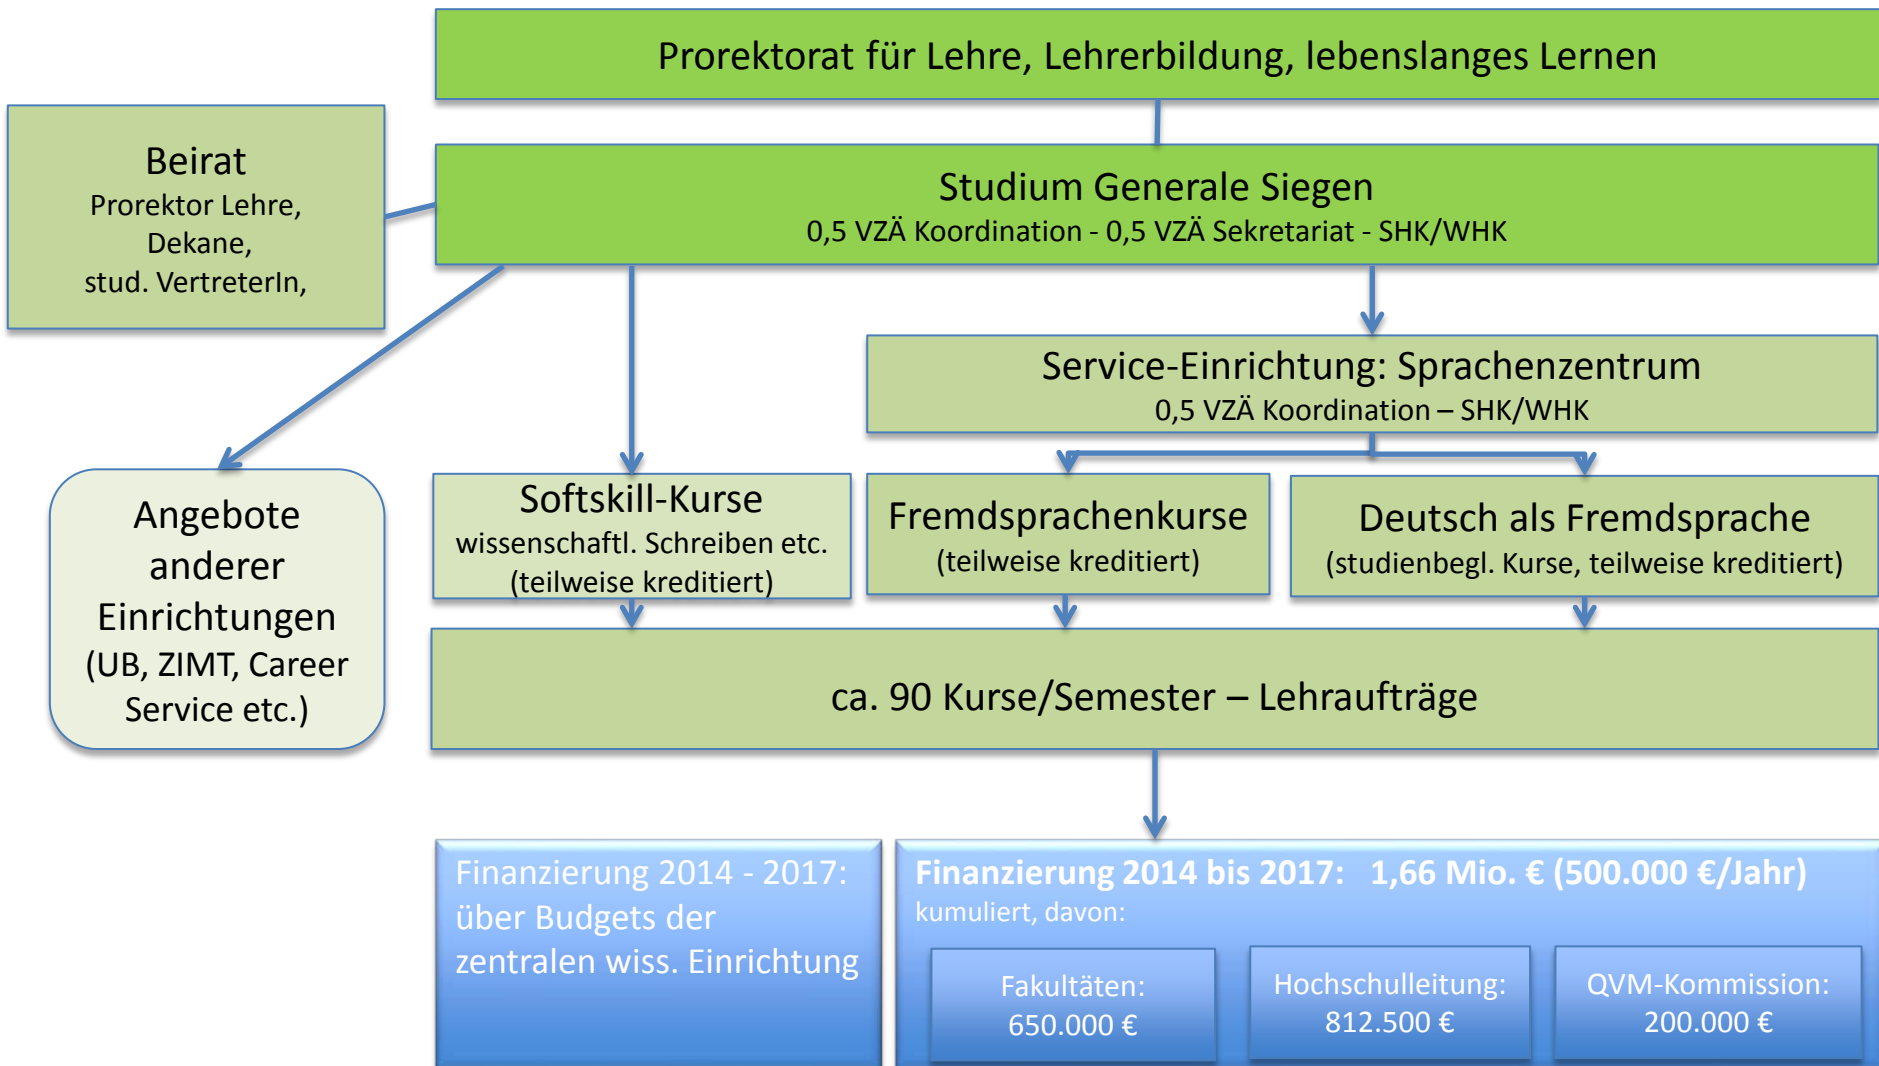 Prorektorat für Lehre, Lehrerbildung, lebenslanges Lernen
Beirat
Prorektor Lehre,
Dekane,
stud. VertreterIn,
Studium Generale Siegen
0,5 VZÄ Koordination - 0,5 VZÄ Sekretariat - SHK/WHK
Service-Einrichtung: Sprachenzentrum
0,5 VZÄ Koordination – SHK/WHK
Angebote
anderer
Einrichtungen
(UB, ZIMT, Career
Service etc.)
Softskill-Kurse
wissenschaftl. Schreiben etc.
(teilweise kreditiert)
Fremdsprachenkurse
(teilweise kreditiert)
Deutsch als Fremdsprache
(studienbegl. Kurse, teilweise kreditiert)
ca. 90 Kurse/Semester – Lehraufträge
Finanzierung 2014 - 2017:
über Budgets der
zentralen wiss. Einrichtung
Finanzierung 2014 bis 2017: 1,66 Mio. € (500.000 €/Jahr)
kumuliert, davon:
Fakultäten:
650.000 €
Hochschulleitung:
812.500 €
QVM-Kommission:
200.000 €